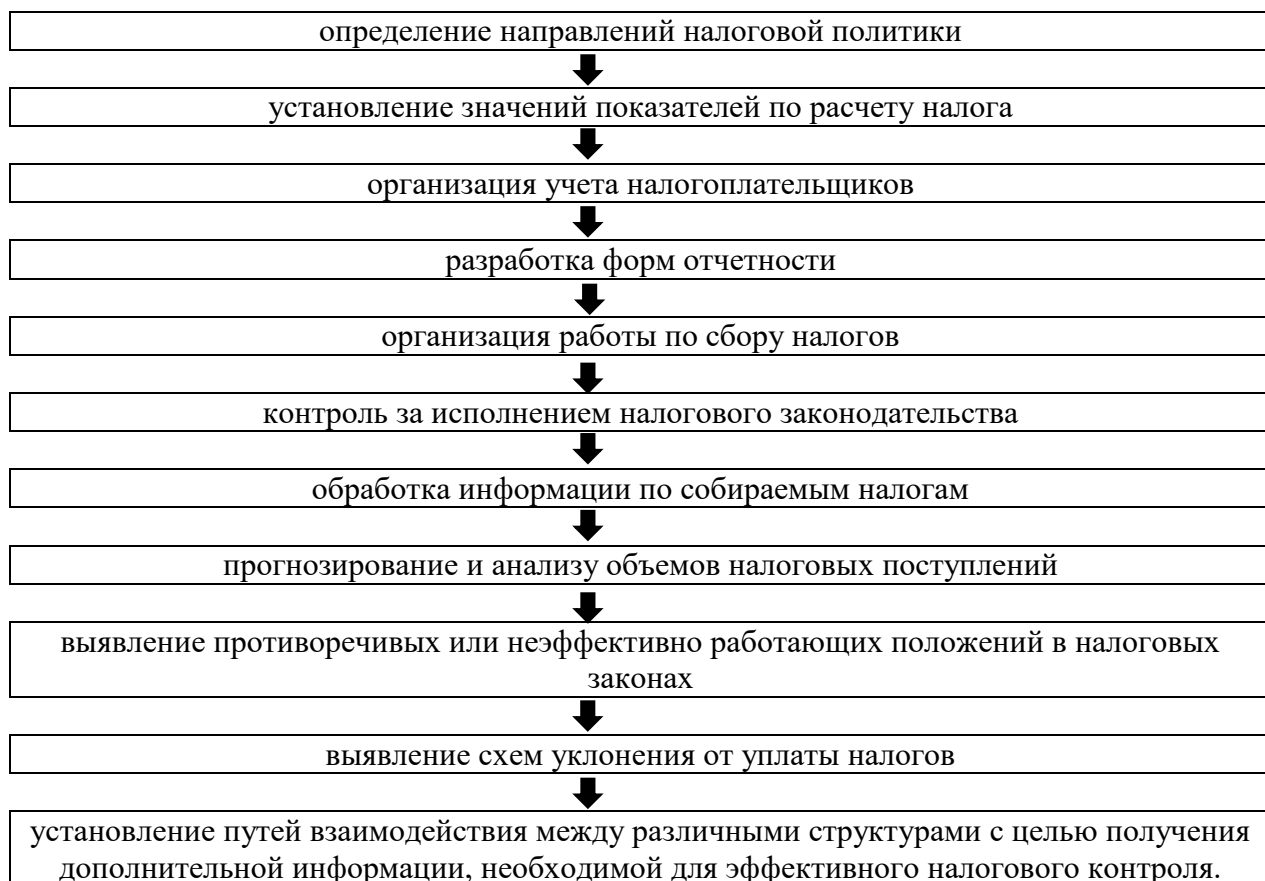 определение направлений налоговой политики
установление значений показателей по расчету налога
организация учета налогоплательщиков
разработка форм отчетности
организация работы по сбору налогов
контроль за исполнением налогового законодательства
обработка информации по собираемым налогам
прогнозирование и анализу объемов налоговых поступлений
выявление противоречивых или неэффективно работающих положений в налоговых
законах
выявление схем уклонения от уплаты налогов
установление путей взаимодействия между различными структурами с целью получения
дополнительной информации, необходимой для эффективного налогового контроля.